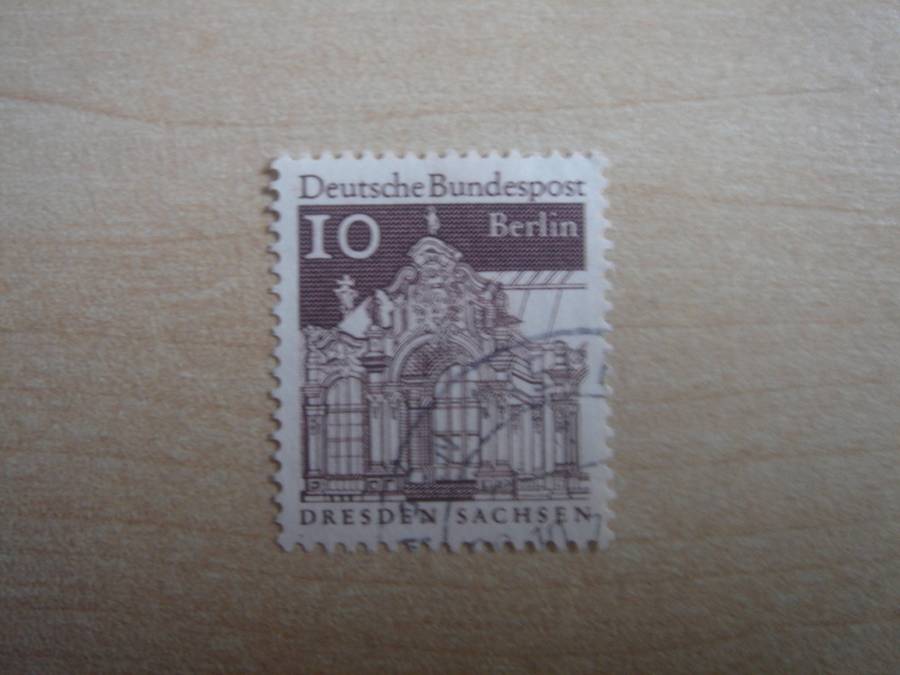 Deutsche Bundespost
10 Berlin
DRESDEN SACHSEN